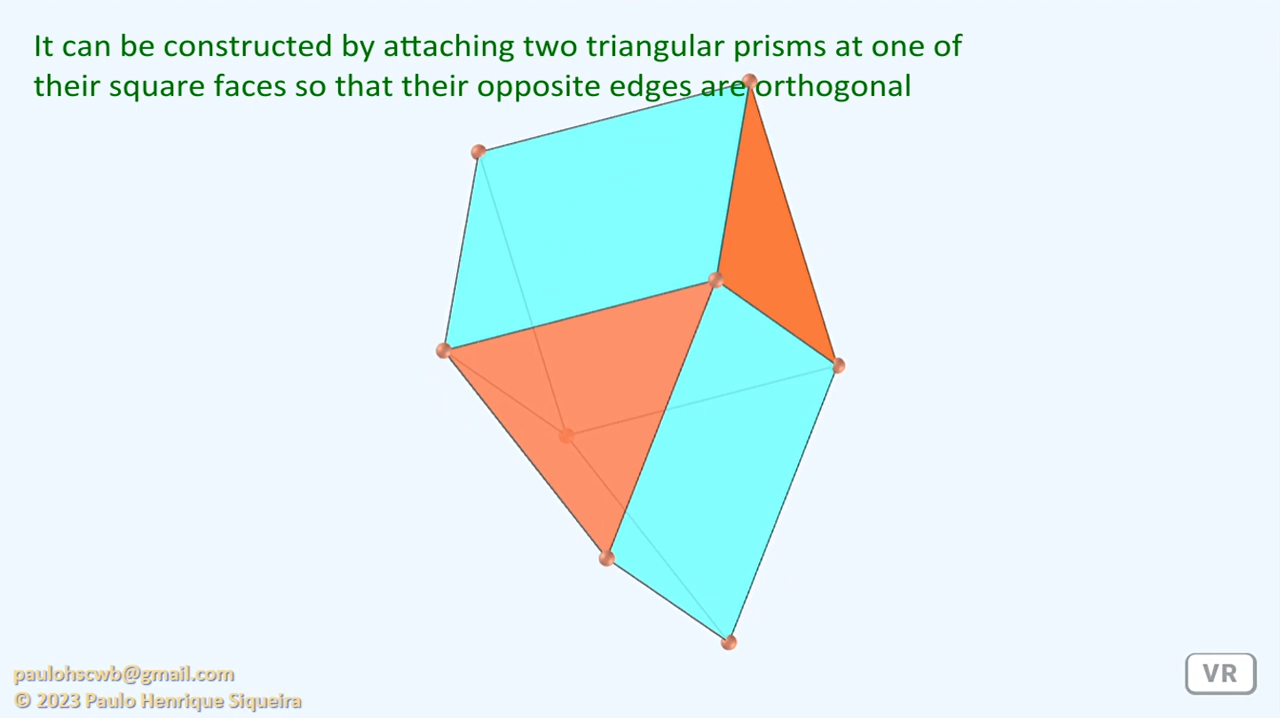 It can be constructed by attaching two triangular prisms at one of
their square faces so that their opposite edges are orthogonal
paulohscwb@gmail.com
© 2023 Paulo Henrique Siqueira
VR